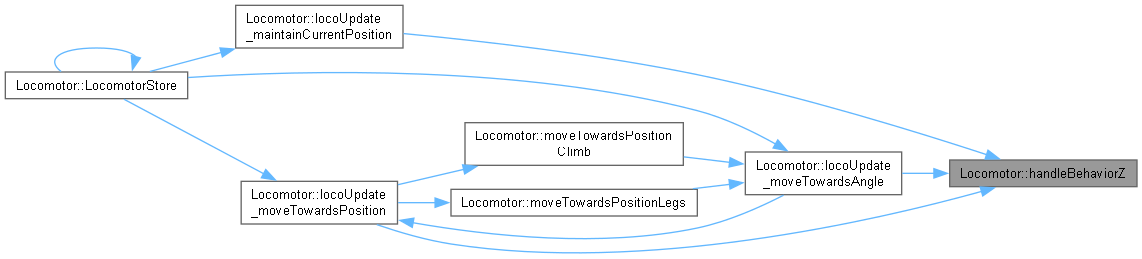 Locomotor::locoUpdate
_maintainCurrentPosition
Locomotor::LocomotorStore
Locomotor::moveTowardsPosition
Climb
Locomotor::locoUpdate
_moveTowardsAngle
Locomotor::handleBehaviorZ
Locomotor::locoUpdate
_moveTowardsPosition
Locomotor::moveTowardsPositionLegs